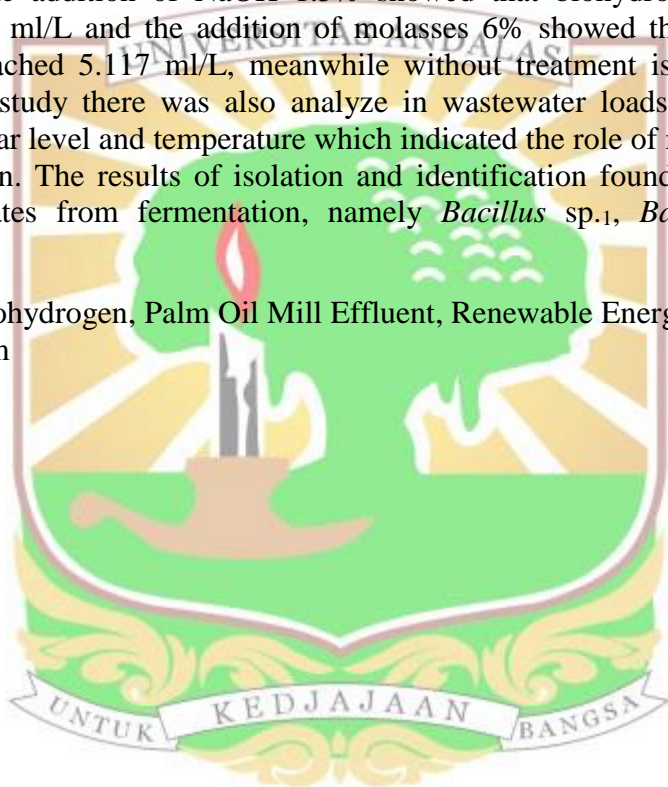 addition of NaOH 1.5% showed that biohydro
ml/L and the addition of molasses 6% showed th
UNIVERSITAS ANDALAS
ached 5.117 ml/L, meanwhile without treatment is
study there was also analyze in wastewater loads
ar level and temperature which indicated the role of
n. The results of isolation and identification found
ates from fermentation, namely Bacillus sp.1, Ba
ohydrogen, Palm Oil Mill Effluent, Renewable Energ
n
UNTUK KEDJAJAAN BANGSA